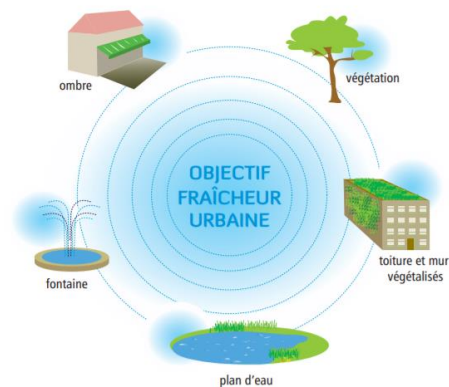 ombre
végétation
OBJECTIF
FRAÎCHEUR
URBAINE
toiture et mur
végétalisés
fontaine
plan d'eau